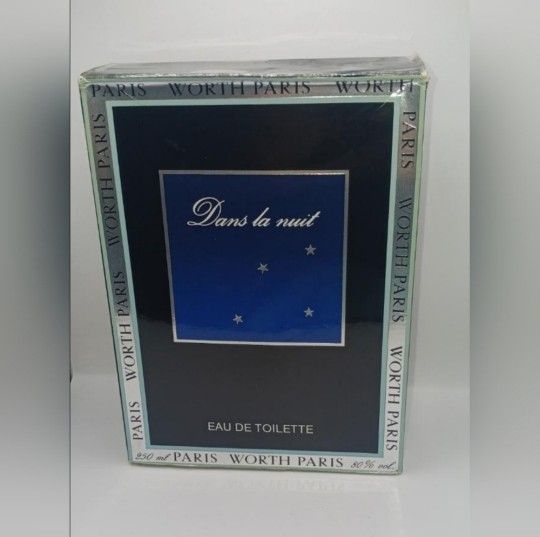 PARIS WORTH PARIS WORTH
WORTH PARIS WORTH PARIS
PARIS WORTH PARIS WORTH PARIS
Dans la nuit
EAU DE TOILETTE
250 ml PARIS WORTH PARIS 80% vol.